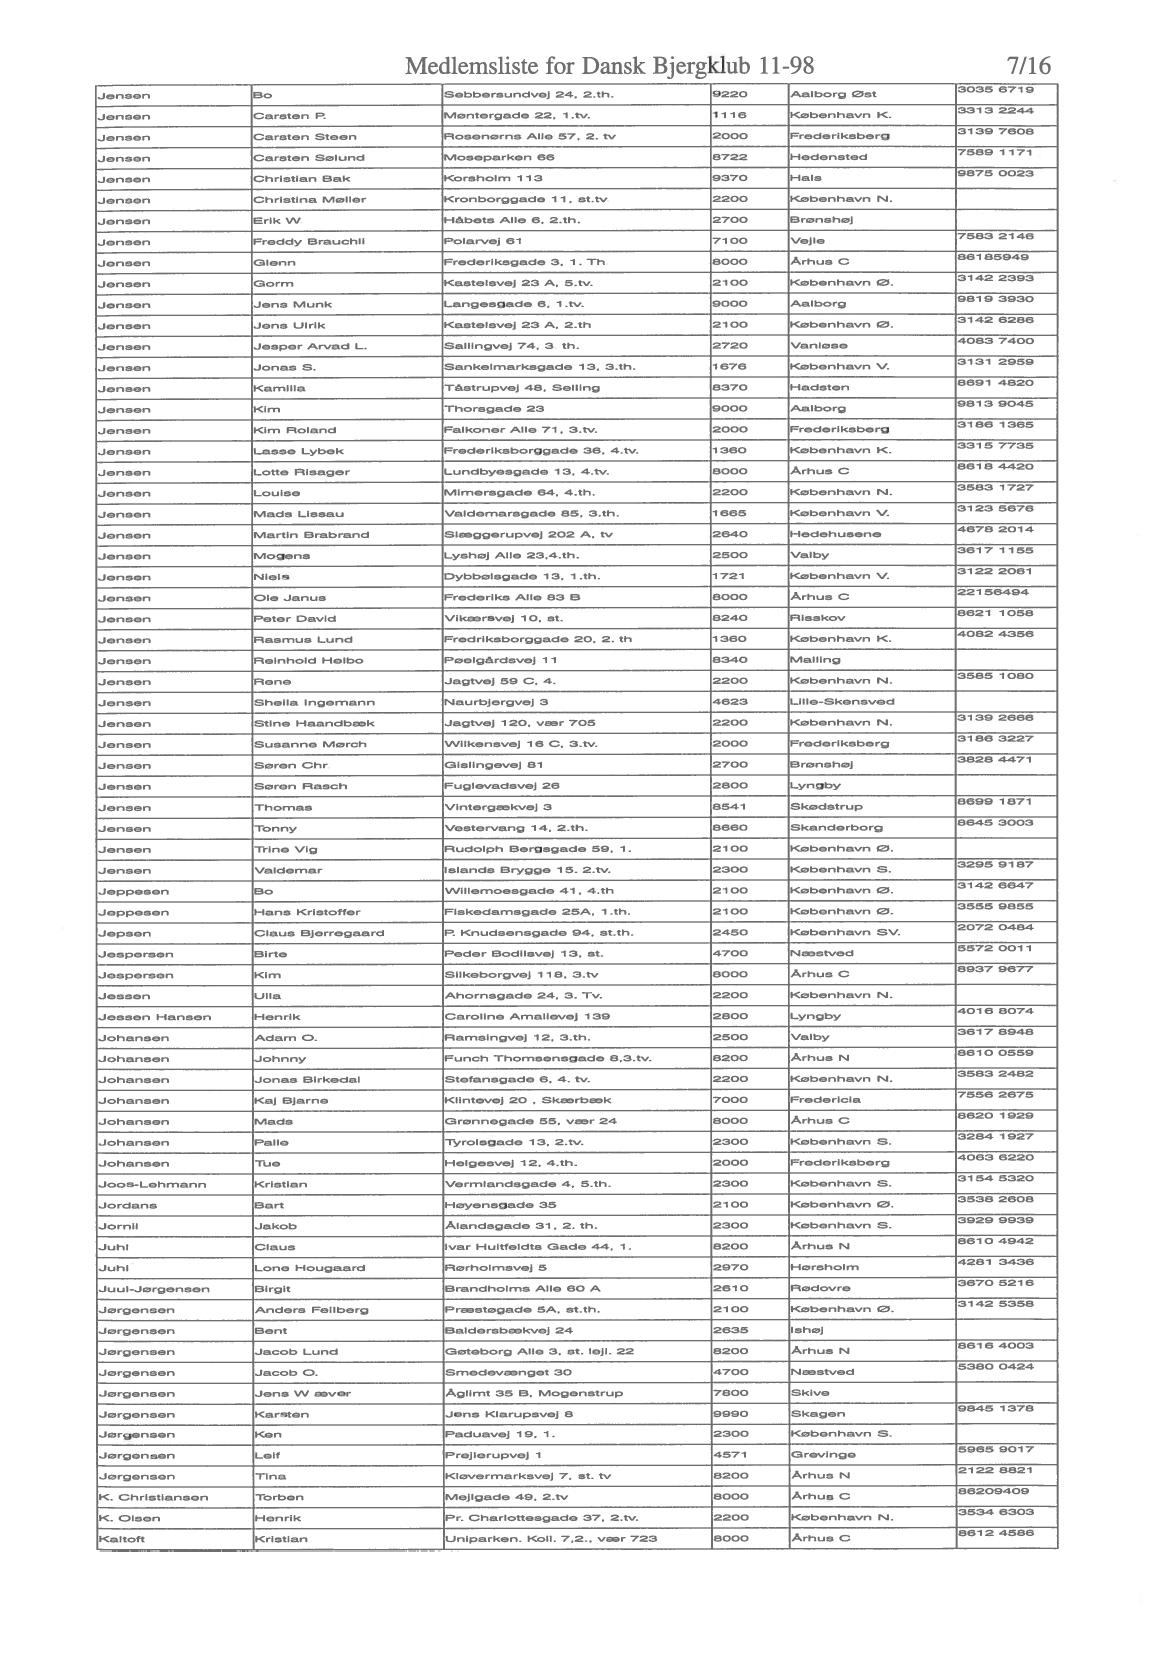 Medlemsliste for Dansk Bjergklub 11-98 7/16
Jensen Bo Sebbersundvej 24, 2.th. 9220 Aalborg Øst 3035 6719
Jensen Carsten P. Møntergade 22, 1.tv. 1116 København K. 3313 2244
Jensen Carsten Steen Rosenørns Alle 57, 2. tv 2000 Frederiksberg 3139 7608
Jensen Carsten Sølund Moseparken 66 8722 Hedensted 7589 1171
Jensen Christian Bak Korsholm 113 9370 Hals 9875 0023
Jensen Christina Møller Kronborggade 11, st.tv 2200 København N.
Jensen Erik W Håbets Alle 6, 2.th. 2700 Brønshøj
Jensen Freddy Brauchli Polarvej 61 7100 Vejle 7583 2146
Jensen Glenn Frederiksgade 3, 1. Th 8000 Århus C 86185949
Jensen Gorm Kastelsvej 23 A, 5.tv. 2100 København Ø. 3142 2393
Jensen Jens Munk Langesgade 6, 1.tv. 9000 Aalborg 9819 3930
Jensen Jens Ulrik Kastelsvej 23 A, 2.th 2100 København Ø. 3142 6286
Jensen Jesper Arvad L. Sallingvej 74, 3. th. 2720 Vanløse 4083 7400
Jensen Jonas S. Sankelmarksgade 13, 3.th. 1676 København V. 3131 2959
Jensen Kamilla Tåstrupvej 48, Selling 8370 Hadsten 8691 4820
Jensen Kim Thorsgade 23 9000 Aalborg 9813 9045
Jensen Kim Roland Falkoner Alle 71, 3.tv. 2000 Frederiksberg 3186 1365
Jensen Lasse Lybek Frederiksborggade 36, 4.tv. 1360 København K. 3315 7735
Jensen Lotte Risager Lundbyesgade 13, 4.tv. 8000 Århus C 8618 4420
Jensen Louise Mimersgade 64, 4.th. 2200 København N. 3583 1727
Jensen Mads Lissau Valdemarsgade 85, 3.th. 1665 København V. 3123 5676
Jensen Martin Brabrand Slæggerupvej 202 A, tv 2640 Hedehusene 4678 2014
Jensen Mogens Lyshøj Alle 23,4.th. 2500 Valby 3617 1155
Jensen Niels Dybbølsgade 13, 1.th. 1721 København V. 3122 2061
Jensen Ole Janus Frederiks Alle 83 B 8000 Århus C 22156494
Jensen Peter David Vikærsvej 10, st. 8240 Risskov 8621 1058
Jensen Rasmus Lund Fredriksborggade 20, 2. th 1360 København K. 4082 4356
Jensen Reinhold Helbo Pøelgårdsvej 11 8340 Malling
Jensen Rene Jagtvej 59 C, 4. 2200 København N. 3585 1080
Jensen Sheila Ingemann Naurbjergvej 3 4623 Lille-Skensved
Jensen Stine Haandbæk Jagtvej 120, vær 705 2200 København N. 3139 2666
Jensen Susanne Mørch Wilkensvej 16 C, 3.tv. 2000 Frederiksberg 3186 3227
Jensen Søren Chr. Gislingevej 81 2700 Brønshøj 3828 4471
Jensen Søren Rasch Fuglevadsvej 26 2800 Lyngby
Jensen Thomas Vintergækvej 3 8541 Skødstrup 8699 1871
Jensen Tonny Vestervang 14, 2.th. 8660 Skanderborg 8645 3003
Jensen Trine Vig Rudolph Bergsgade 59, 1. 2100 København Ø.
Jensen Valdemar Islands Brygge 15. 2.tv. 2300 København S. 3295 9187
Jeppesen Bo Willemoesgade 41, 4.th 2100 København Ø. 3142 6647
Jeppesen Hans Kristoffer Fiskedamsgade 25A, 1.th. 2100 København Ø. 3555 9855
Jepsen Claus Bjerregaard P. Knudsensgade 94, st.th. 2450 København SV. 2072 0484
Jespersen Birte Peder Bodilsvej 13, st. 4700 Næstved 5572 0011
Jespersen Kim Silkeborgvej 118, 3.tv 8000 Århus C 8937 9677
Jessen Ulla Ahornsgade 24, 3. Tv. 2200 København N.
Jessen Hansen Henrik Caroline Amalievej 139 2800 Lyngby 4016 8074
Johansen Adam O. Ramsingvej 12, 3.th. 2500 Valby 3617 8948
Johansen Johnny Funch Thomsensgade 8,3.tv. 8200 Århus N 8610 0559
Johansen Jonas Birkedal Stefansgade 6, 4. tv. 2200 København N. 3583 2482
Johansen Kaj Bjarne Klintevej 20 , Skærbæk 7000 Fredericia 7556 2675
Johansen Mads Grønnegade 55, vær 24 8000 Århus C 8620 1929
Johansen Palle Tyrolsgade 13, 2.tv. 2300 København S. 3284 1927
Johansen Tue Helgesvej 12, 4.th. 2000 Frederiksberg 4063 6220
Joos-Lehmann Kristian Vermlandsgade 4, 5.th. 2300 København S. 3154 5320
Jordans Bart Høyensgade 35 2100 København Ø. 3538 2608
Jornil Jakob Ålandsgade 31, 2. th. 2300 København S. 3929 9939
Juhl Claus Ivar Huitfeldts Gade 44, 1. 8200 Århus N 8610 4942
Juhl Lone Hougaard Rørholmsvej 5 2970 Hørsholm 4281 3436
Juul-Jørgensen Birgit Brandholms Alle 60 A 2610 Rødovre 3670 5216
Jørgensen Anders Feilberg Præstøgade 5A, st.th. 2100 København Ø. 3142 5358
Jørgensen Bent Baldersbækvej 24 2635 Ishøj
Jørgensen Jacob Lund Gøteborg Alle 3, st. lejl. 22 8200 Århus N 8616 4003
Jørgensen Jacob O. Smedevænget 30 4700 Næstved 5380 0424
Jørgensen Jens W æver Åglimt 35 B, Mogenstrup 7800 Skive
Jørgensen Karsten Jens Klarupsvej 8 9990 Skagen 9845 1378
Jørgensen Ken Paduavej 19, 1. 2300 København S.
Jørgensen Leif Prejlerupvej 1 4571 Grevinge 5965 9017
Jørgensen Tina Kløvermarksvej 7, st. tv 8200 Århus N 2122 8821
K. Christiansen Torben Mejlgade 49, 2.tv 8000 Århus C 86209409
K. Olsen Henrik Pr. Charlottesgade 37, 2.tv. 2200 København N. 3534 6303
Kaltoft Kristian Uniparken. Koll. 7,2., vær 723 8000 Århus C 8612 4586